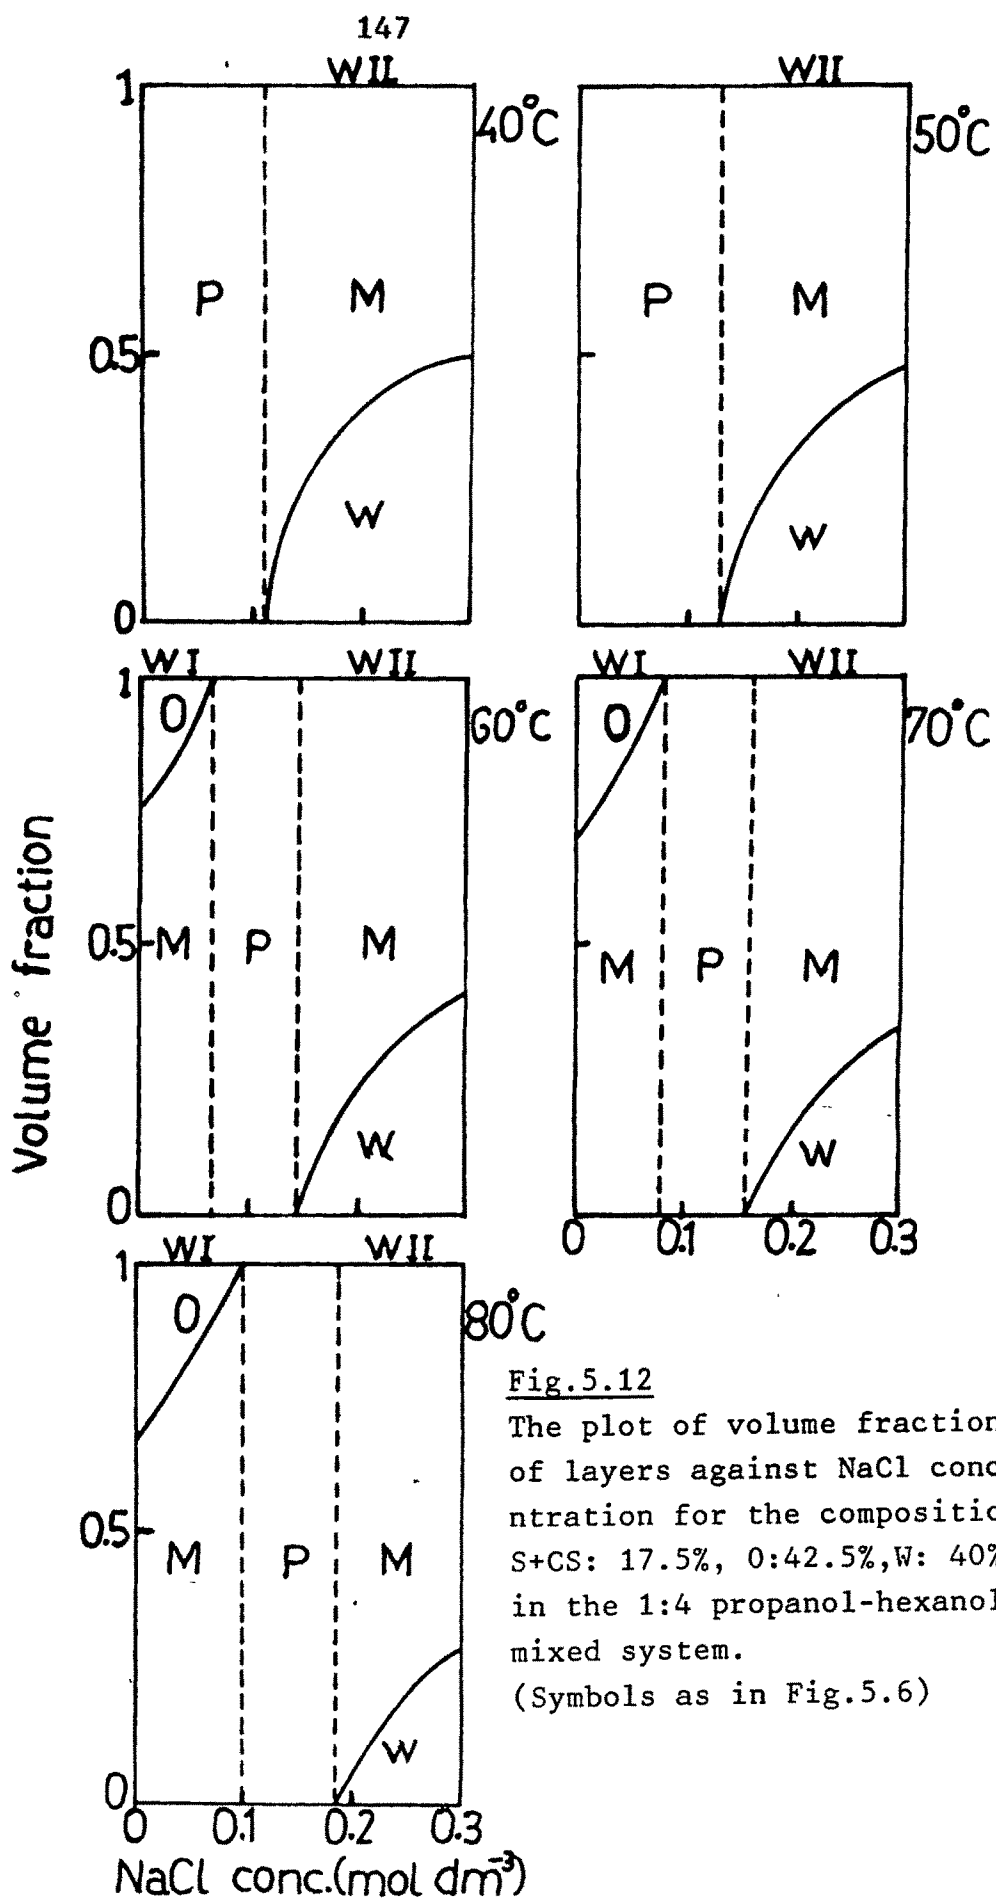 147
WII
1
40°C
P
M
0.5
W
0
WII
50°C
P
M
W
WI WII
1
O
60°C
0.5 M P M
W
0
WI WII
O
70°C
M P M
W
0 0.1 0.2 0.3
Volume fraction
WI WII
1
O
80°C
0.5
M P M
W
0
0 0.1 0.2 0.3
NaCl conc.(mol dm⁻³)
Fig.5.12
The plot of volume fraction
of layers against NaCl conc
ntration for the compositio
S+CS: 17.5%, O:42.5%,W: 40%
in the 1:4 propanol-hexanol
mixed system.
(Symbols as in Fig.5.6)